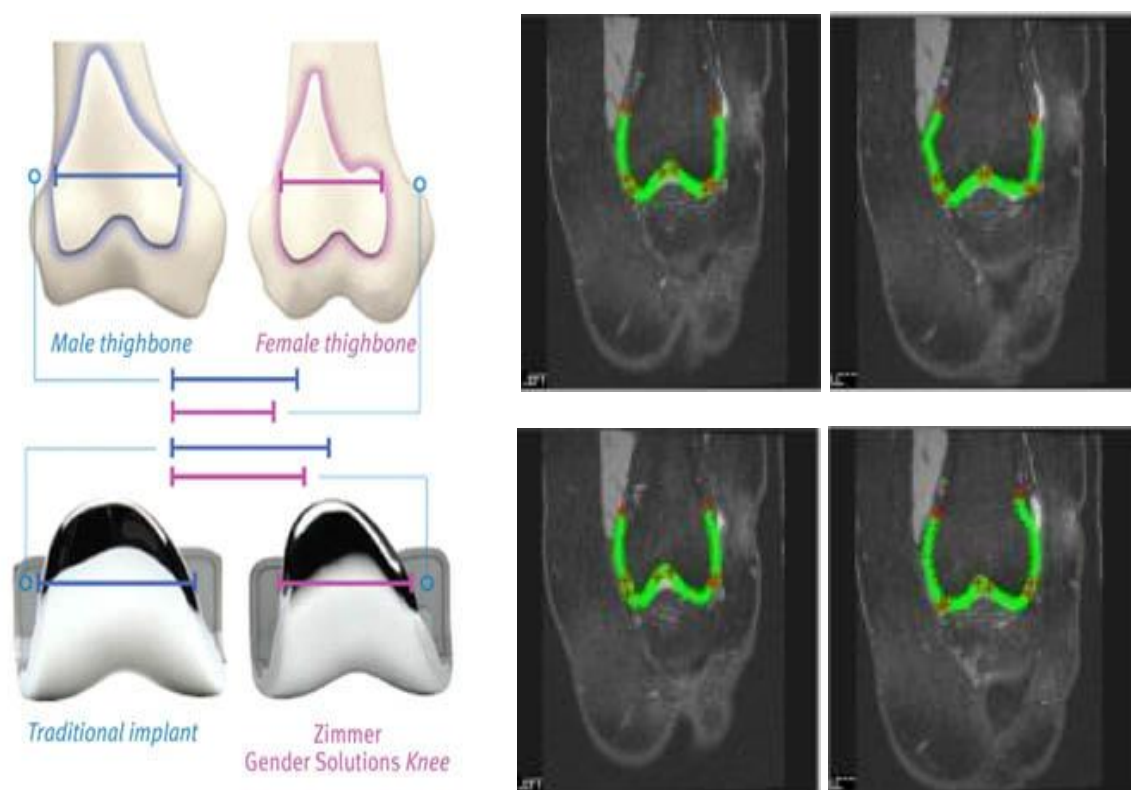 Male thighbone
Female thighbone
Traditional implant
Zimmer
Gender Solutions Knee